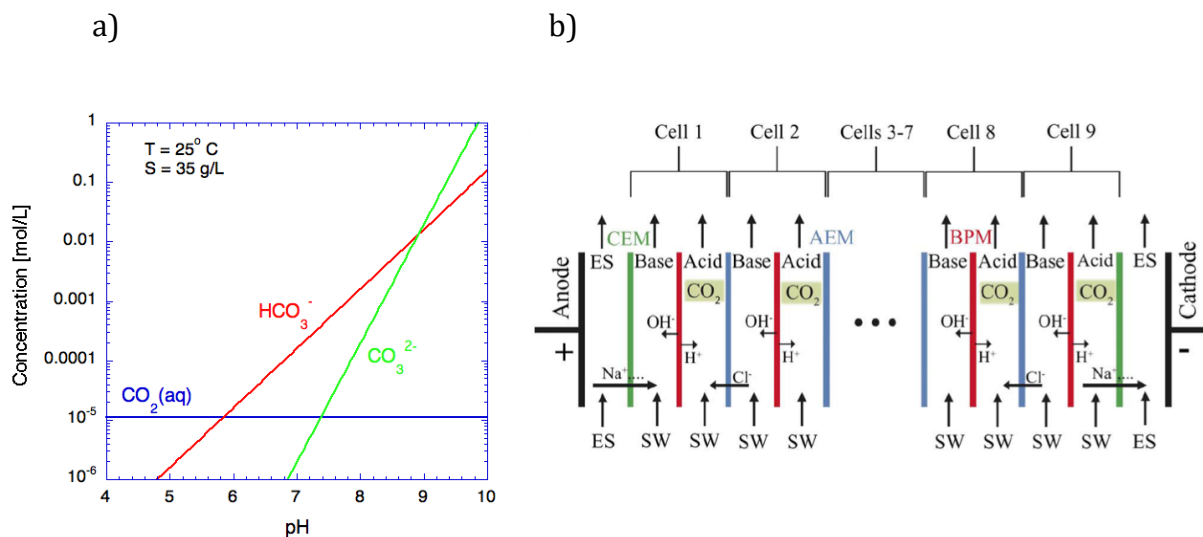 a)
b)
Concentration [mol/L]
1
0.1
0.01
0.001
0.0001
10⁻⁵
10⁻⁶
T = 25° C
S = 35 g/L
HCO₃⁻
CO₃²⁻
CO₂(aq)
4 5 6 7 8 9 10
pH
Cell 1 Cell 2 Cells 3-7 Cell 8 Cell 9
CEM AEM BPM
ES Base Acid Base Acid Base Acid Base Acid ES
Anode Cathode
CO₂ CO₂ CO₂ CO₂
OH⁻ OH⁻ ••• OH⁻ OH⁻
H⁺ H⁺ H⁺ H⁺
+ -
Na⁺.... Cl⁻ Cl⁻ Na⁺....
ES SW SW SW SW SW SW SW SW ES